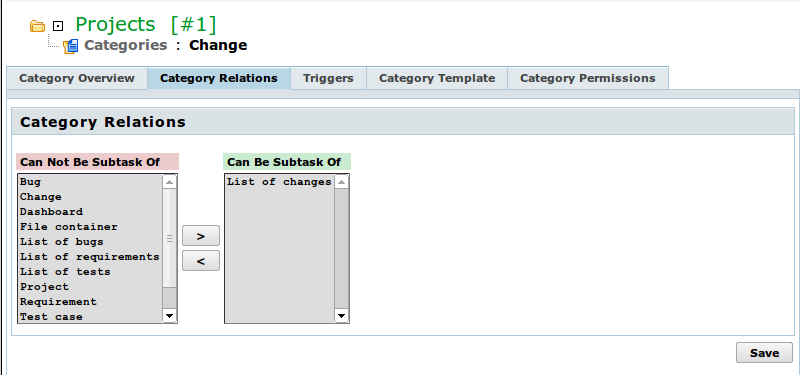 Projects [#1]
Categories : Change
Category Overview Category Relations Triggers Category Template Category Permissions
Category Relations
Can Not Be Subtask Of
Bug
Change
Dashboard
File container
List of bugs
List of requirements
List of tests
Project
Requirement
Test case
>
<
Can Be Subtask Of
List of changes
Save